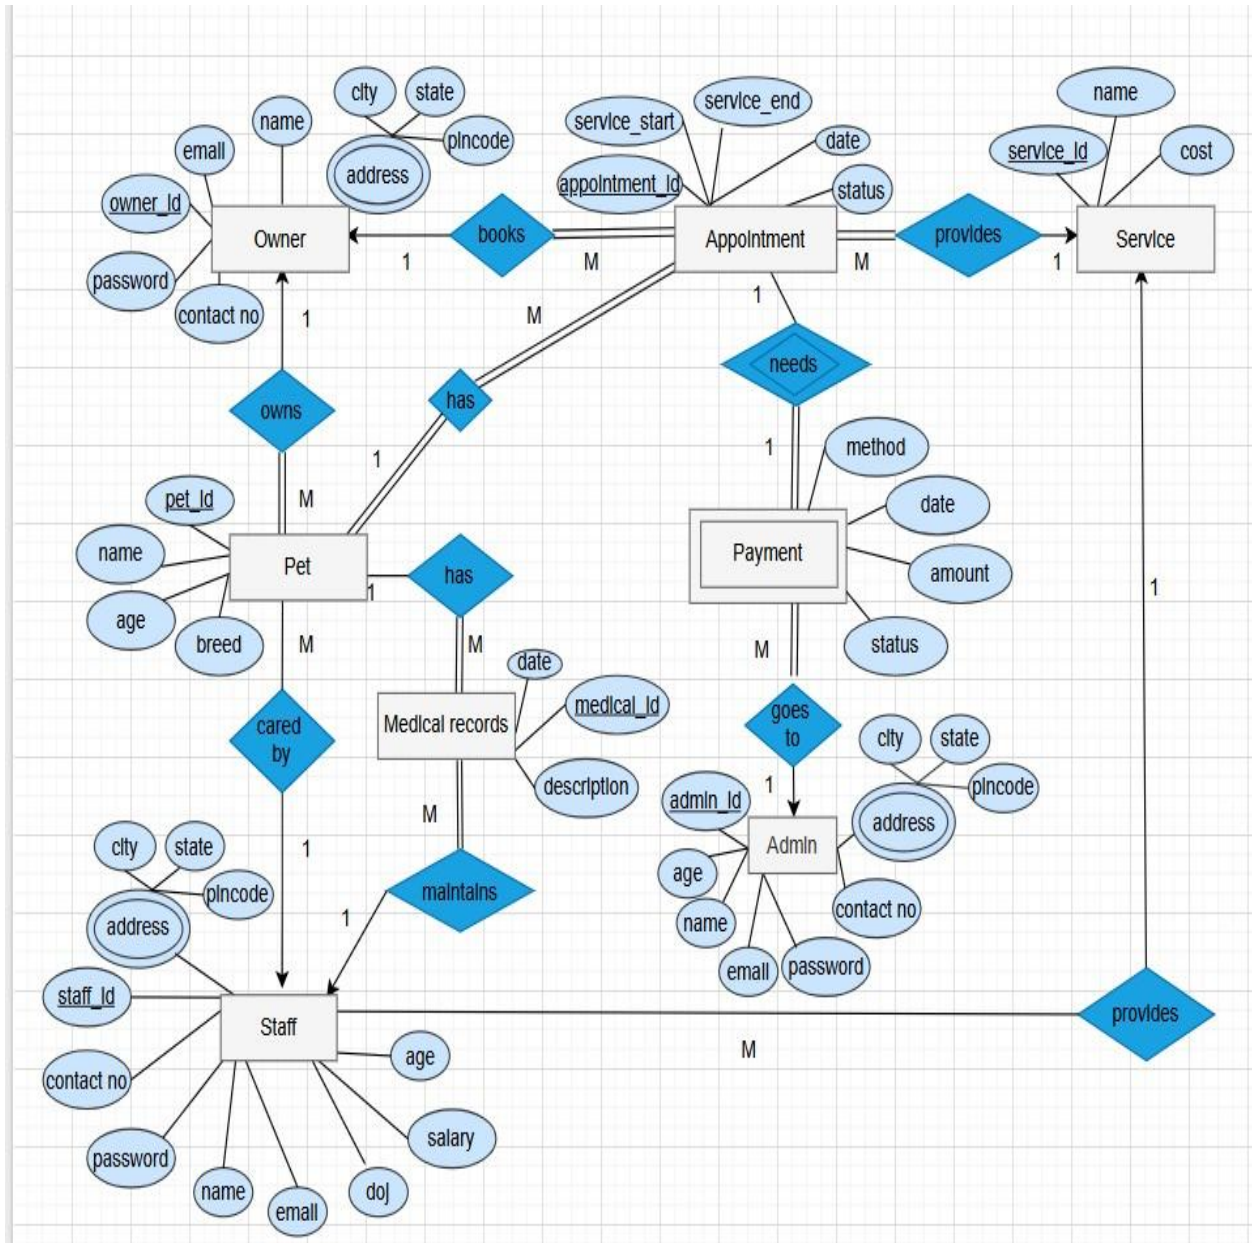 city
state
name
pincode
email
address
owner_id
Owner
password
contact no
service_start
service_end
date
appointment_id
status
Appointment
name
service_id
cost
Service
books
provides
1
M
M
1
1
M
1
has
needs
owns
1
1
M
method
date
Payment
amount
status
pet_id
name
Pet
age
breed
has
1
M
M
date
medical_id
Medical records
description
M
goes
to
1
city
state
pincode
admin_id
address
Admin
age
name
contact no
email
password
cared
by
1
M
maintains
1
city
state
pincode
address
staff_id
Staff
contact no
age
password
name
email
doj
salary
M
provides
1